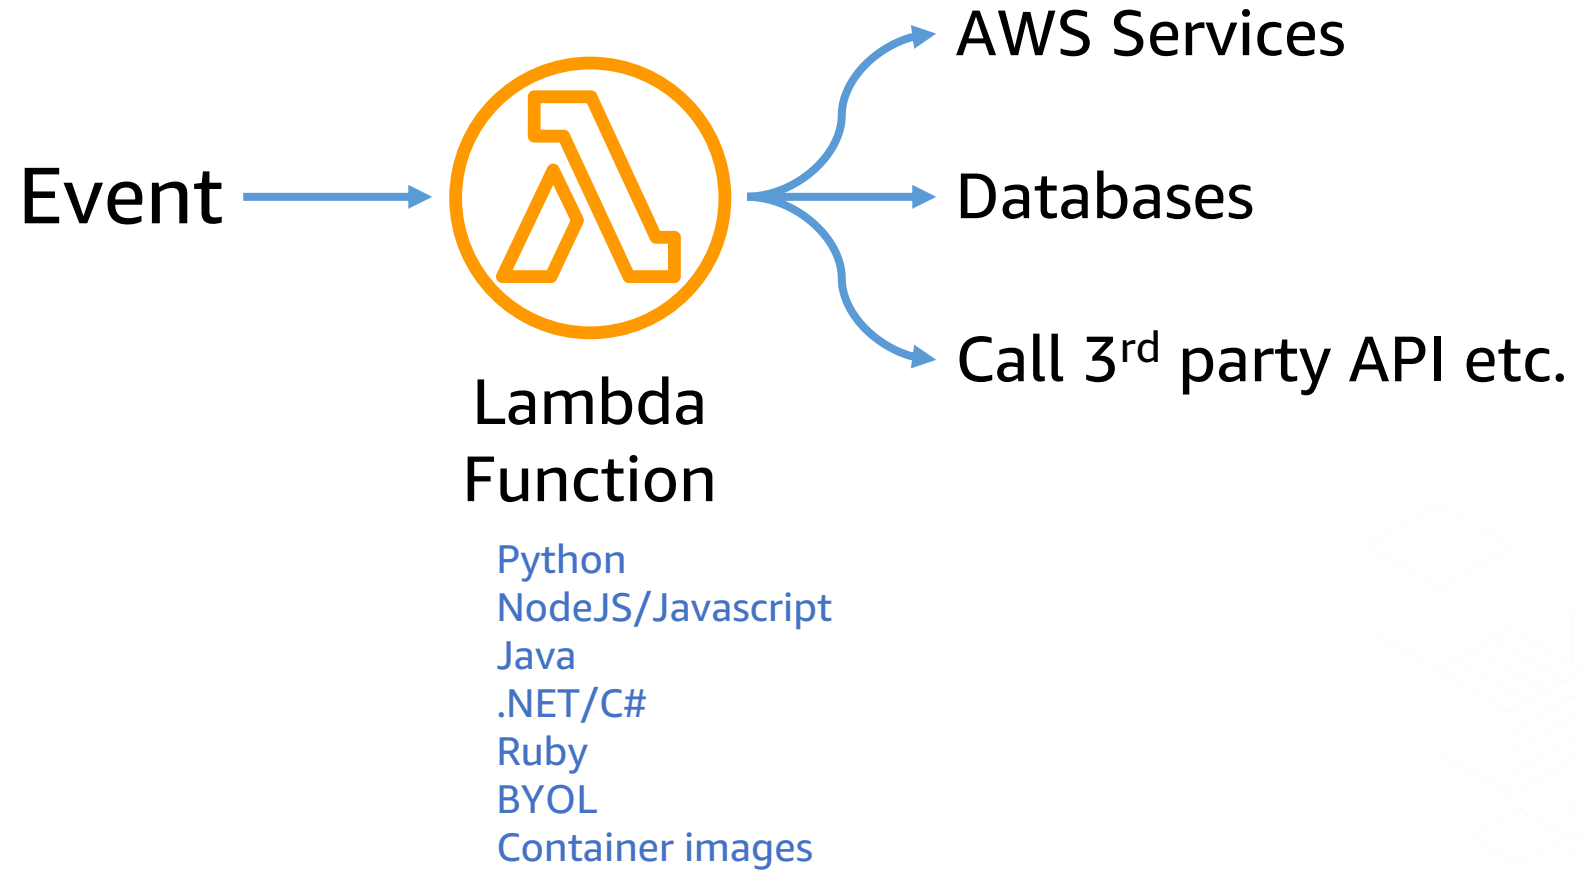 AWS Services
Event
Databases
Call 3rd party API etc.
Lambda
Function
Python
NodeJS/Javascript
Java
.NET/C#
Ruby
BYOL
Container images